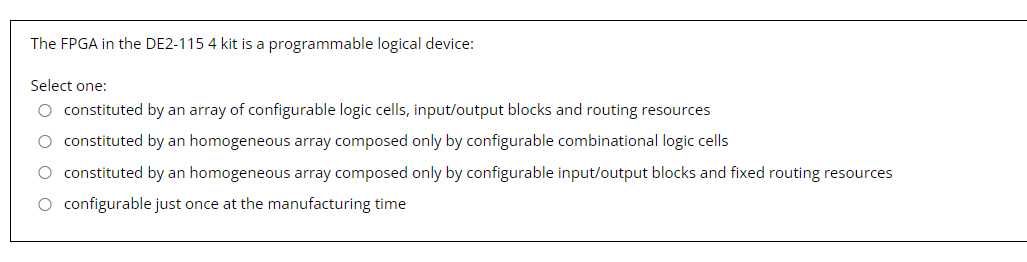 The FPGA in the DE2-115 4 kit is a programmable logical device:
Select one:
constituted by an array of configurable logic cells, input/output blocks and routing resources
constituted by an homogeneous array composed only by configurable combinational logic cells
constituted by an homogeneous array composed only by configurable input/output blocks and fixed routing resources
configurable just once at the manufacturing time